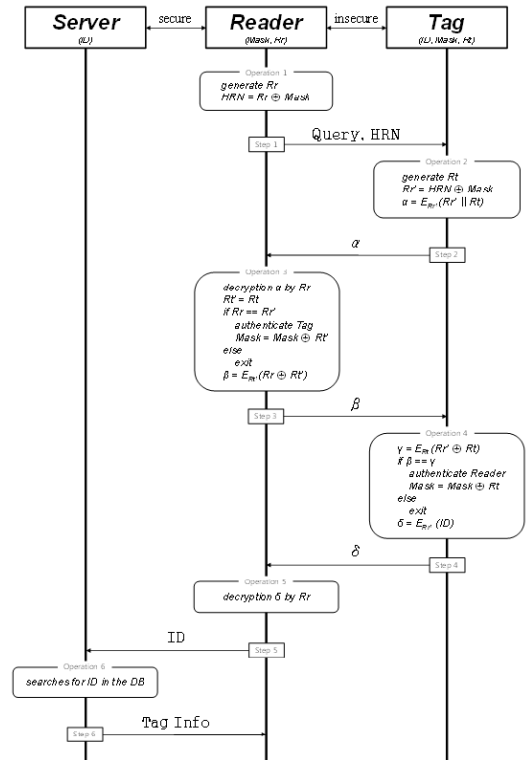 Server
(ID)
secure
Reader
(Mask, Rr)
insecure
Tag
(ID, Mask, Rt)
Operation 1
generate Rr
HRN = Rr ⊕ Mask
Step 1
Query, HRN
Operation 2
generate Rt
Rr' = HRN ⊕ Mask
α = E_Rr' (Rr' || Rt)
α
Step 2
Operation 3
decryption α by Rr
Rt' = Rt
if Rr == Rr'
authenticate Tag
Mask = Mask ⊕ Rt'
else
exit
β = E_Rt' (Rr ⊕ Rt')
Step 3
β
Operation 4
γ = E_Rt (Rr' ⊕ Rt)
if β == γ
authenticate Reader
Mask = Mask ⊕ Rt
else
exit
δ = E_Rr' (ID)
δ
Step 4
Operation 5
decryption δ by Rr
ID
Step 5
Operation 6
searches for ID in the DB
Step 6
Tag Info